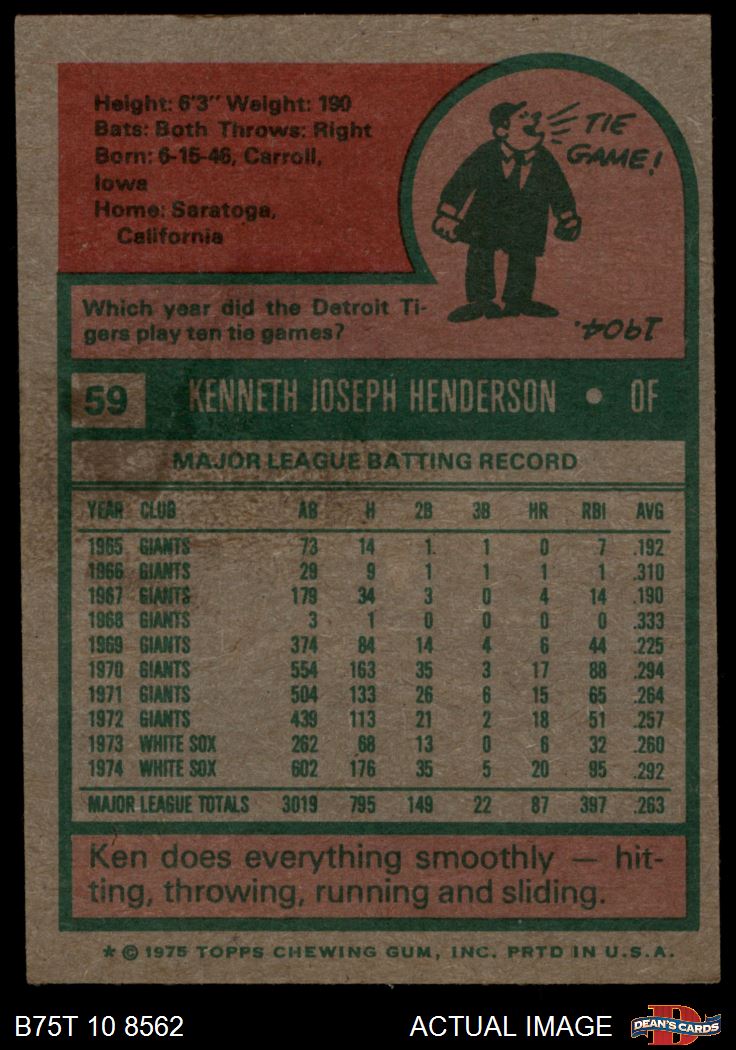 Height: 6'3" Weight: 190
Bats: Both Throws: Right
Born: 6-15-46, Carroll,
Iowa
Home: Saratoga,
California
TIE
GAME!
Which year did the Detroit Ti-
gers play ten tie games?
1904.
59 KENNETH JOSEPH HENDERSON • OF
MAJOR LEAGUE BATTING RECORD
YEAR CLUB AB H 2B 3B HR RBI AVG
1965 GIANTS 73 14 1 1 0 7 .192
1966 GIANTS 29 9 1 1 1 1 .310
1967 GIANTS 179 34 3 0 4 14 .190
1968 GIANTS 3 1 0 0 0 0 .333
1969 GIANTS 374 84 14 4 6 44 .225
1970 GIANTS 554 163 35 3 17 88 .294
1971 GIANTS 504 133 26 6 15 65 .264
1972 GIANTS 439 113 21 2 18 51 .257
1973 WHITE SOX 262 68 13 0 6 32 .260
1974 WHITE SOX 602 176 35 5 20 95 .292
MAJOR LEAGUE TOTALS 3019 795 149 22 87 397 .263
Ken does everything smoothly — hit-
ting, throwing, running and sliding.
* © 1975 TOPPS CHEWING GUM, INC. PRTD IN U.S.A.
B75T 10 8562 ACTUAL IMAGE DEAN'S CARDS